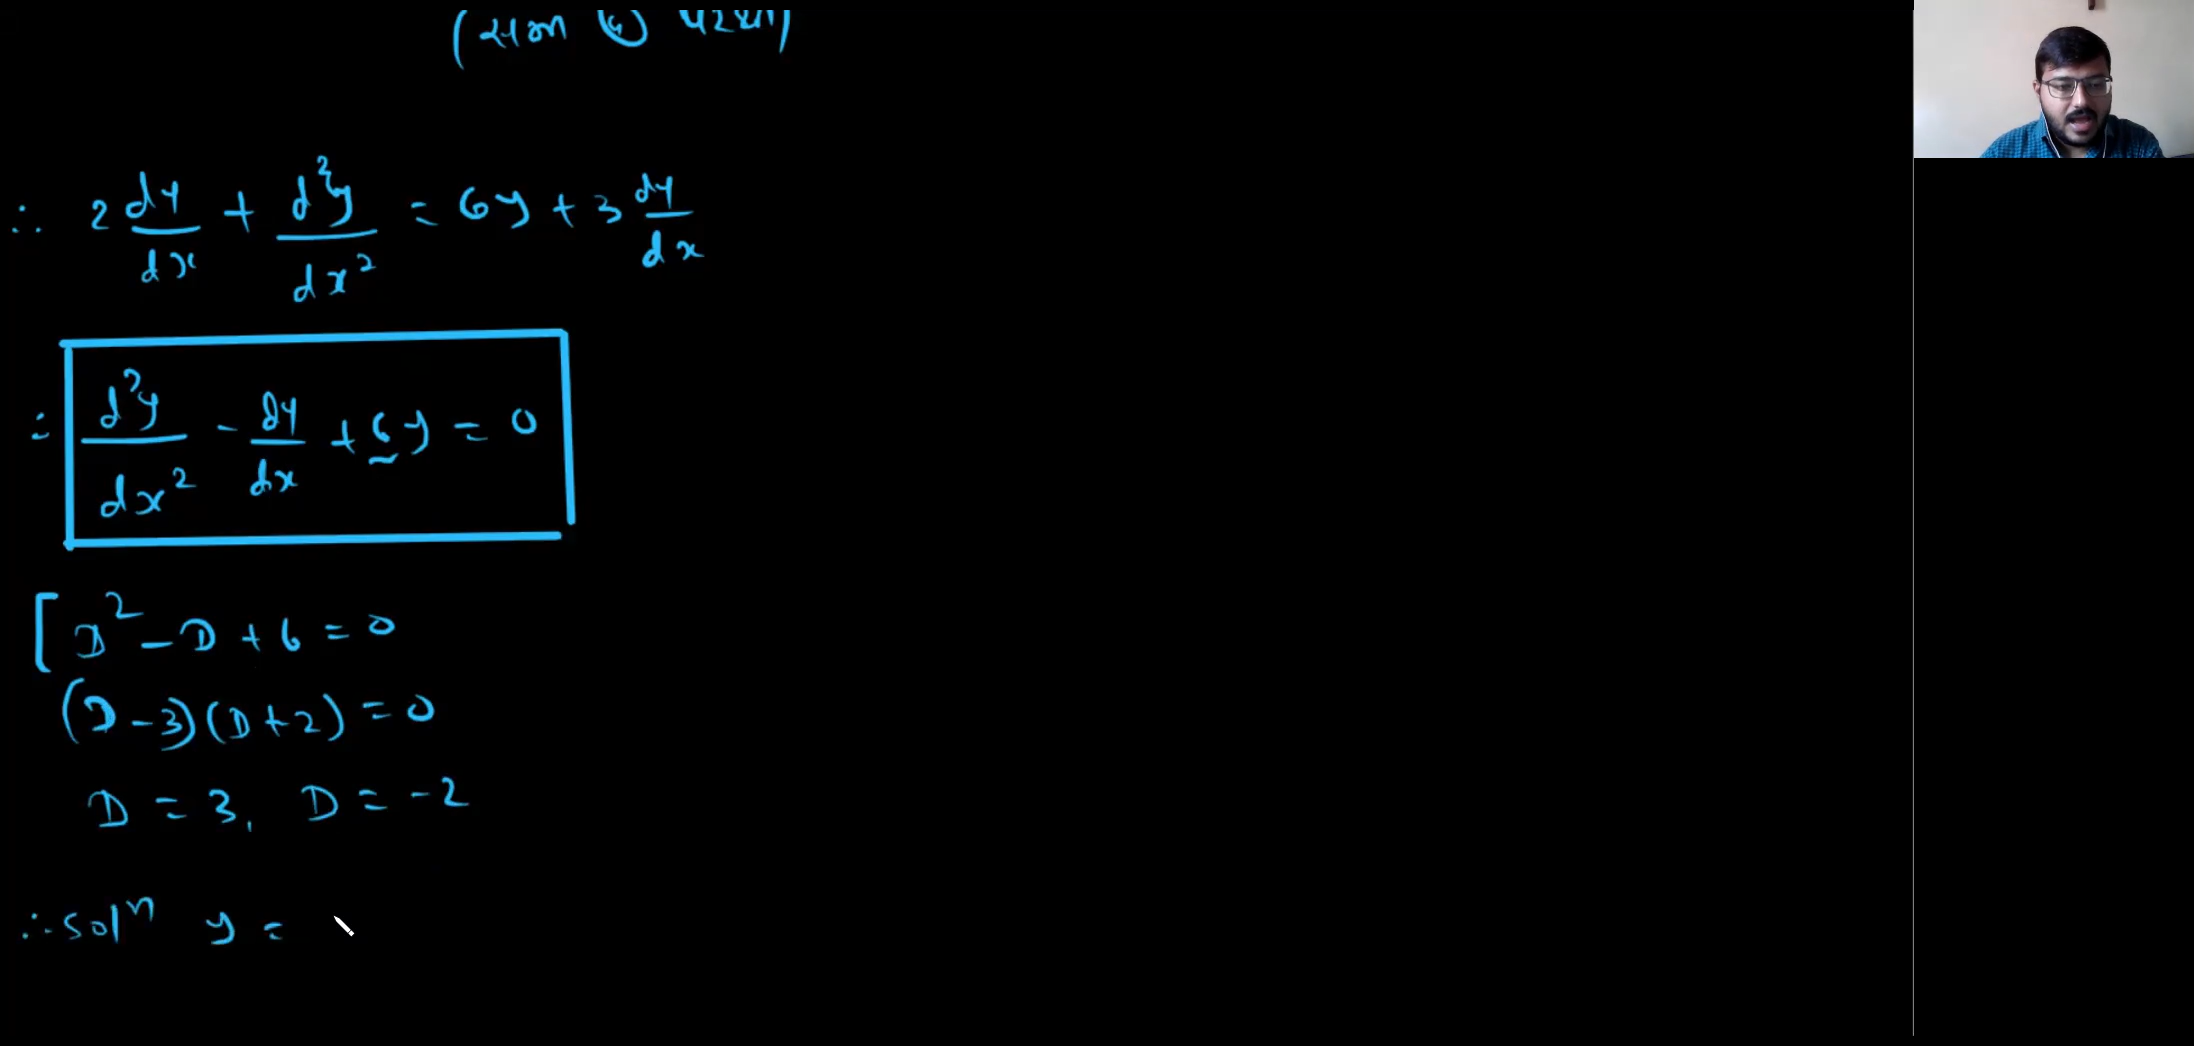 ∴ 2 dy/dx + d²y/dx² = 6y + 3 dy/dx
= d²y/dx² - dy/dx + 6y = 0
[D² - D + 6 = 0
(D - 3)(D + 2) = 0
D = 3, D = -2
∴ solⁿ y =